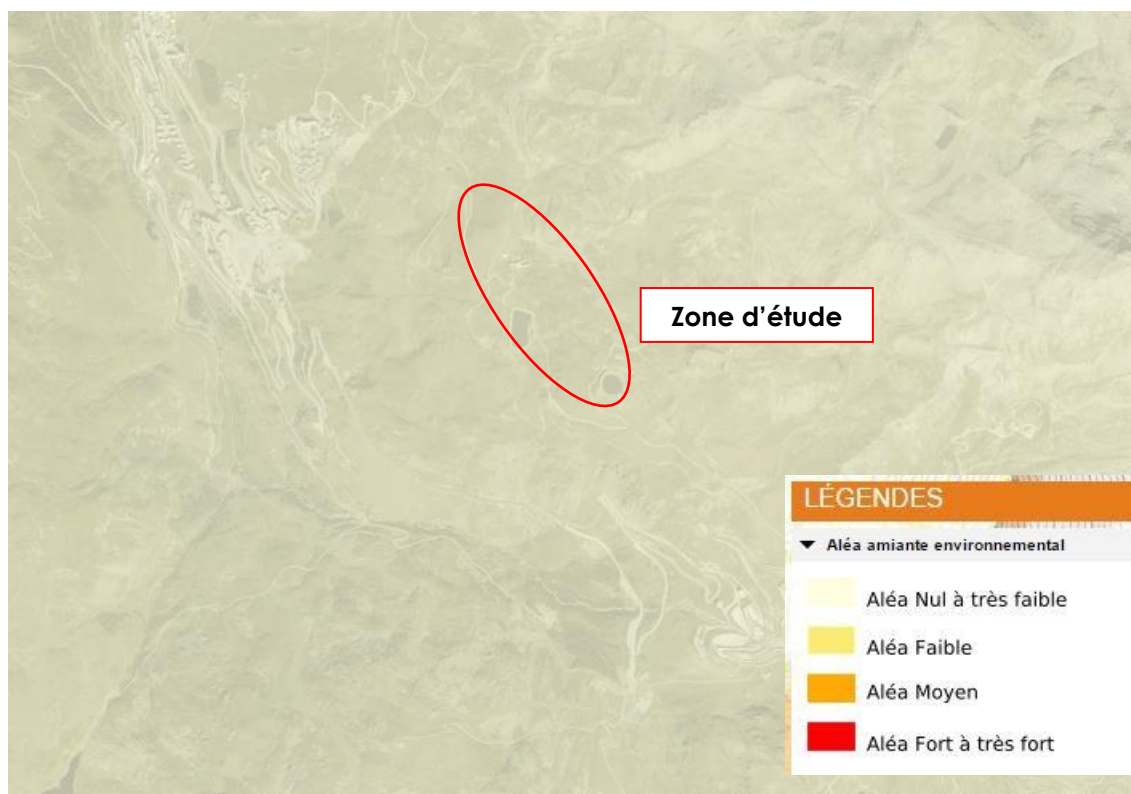 Zone d'étude
LÉGENDES
Aléa amiante environnemental
Aléa Nul à très faible
Aléa Faible
Aléa Moyen
Aléa Fort à très fort